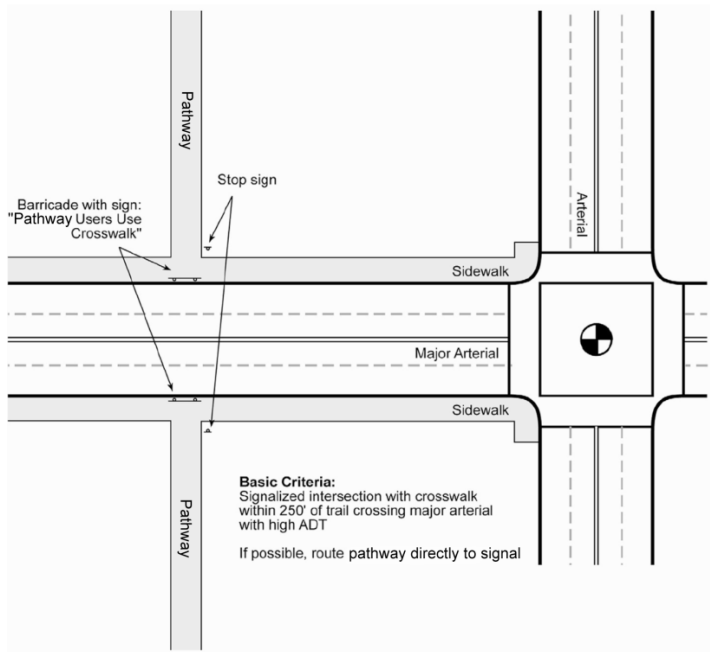 Pathway
Stop sign
Barricade with sign:
"Pathway Users Use
Crosswalk"
Arterial
Sidewalk
Major Arterial
Sidewalk
Pathway
Basic Criteria:
Signalized intersection with crosswalk
within 250' of trail crossing major arterial
with high ADT
If possible, route pathway directly to signal